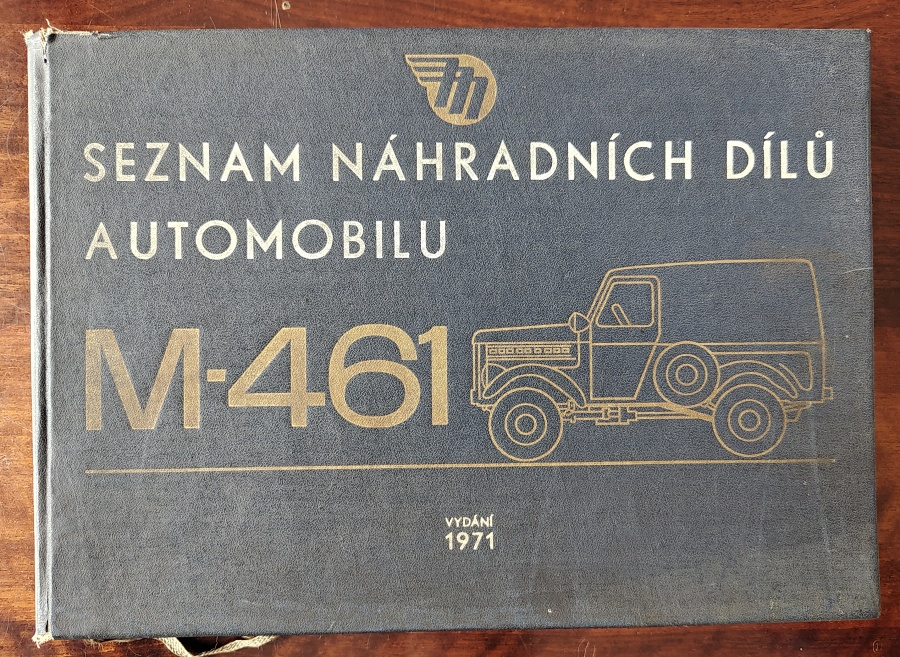 m
SEZNAM NÁHRADNÍCH DÍLŮ
AUTOMOBILU
M-461
VYDÁNÍ
1971